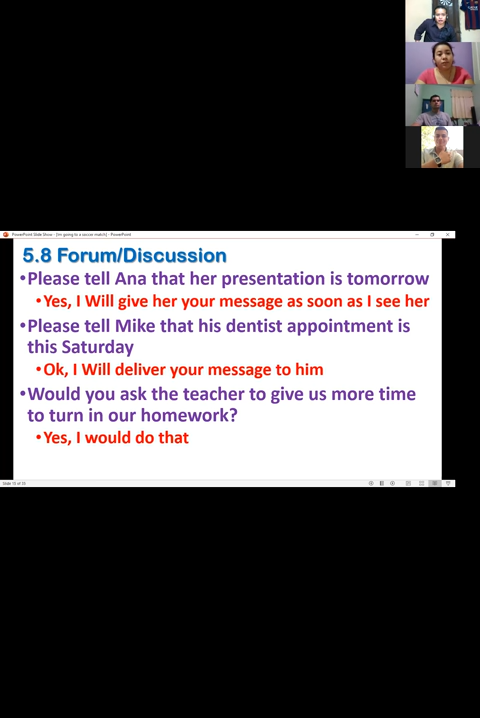 PowerPoint Slide Show - [Im going to a soccer match] - PowerPoint
5.8 Forum/Discussion
•Please tell Ana that her presentation is tomorrow
•Yes, I Will give her your message as soon as I see her
•Please tell Mike that his dentist appointment is
this Saturday
•Ok, I Will deliver your message to him
•Would you ask the teacher to give us more time
to turn in our homework?
•Yes, I would do that